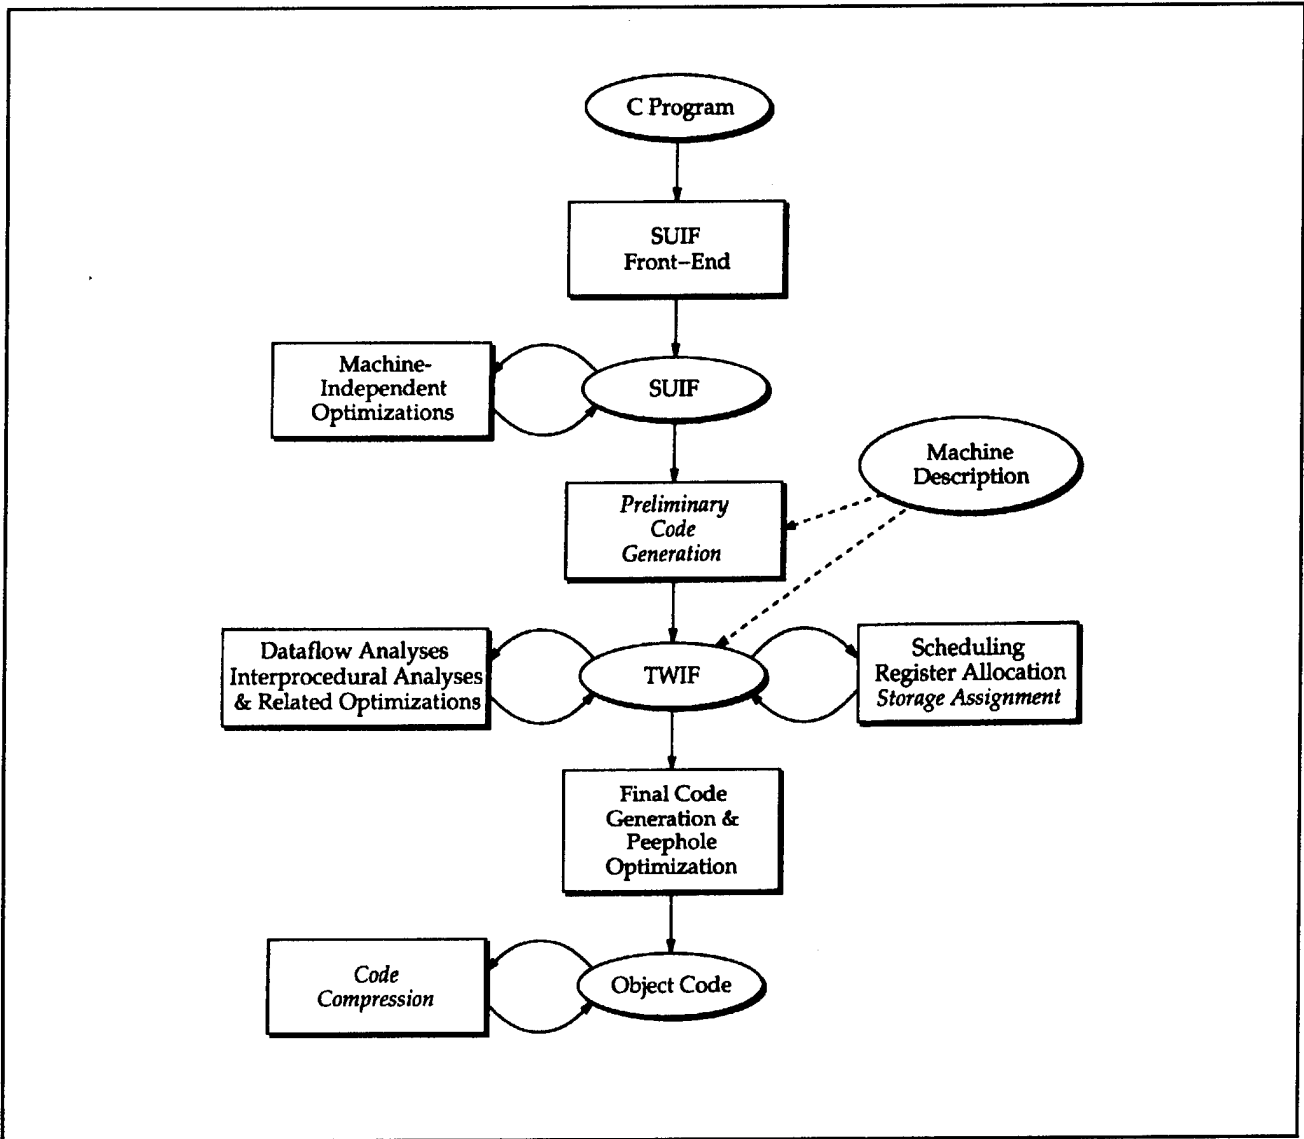 C Program
SUIF
Front-End
Machine-
Independent
Optimizations
SUIF
Machine
Description
Preliminary
Code
Generation
Dataflow Analyses
Interprocedural Analyses
& Related Optimizations
TWIF
Scheduling
Register Allocation
Storage Assignment
Final Code
Generation &
Peephole
Optimization
Code
Compression
Object Code